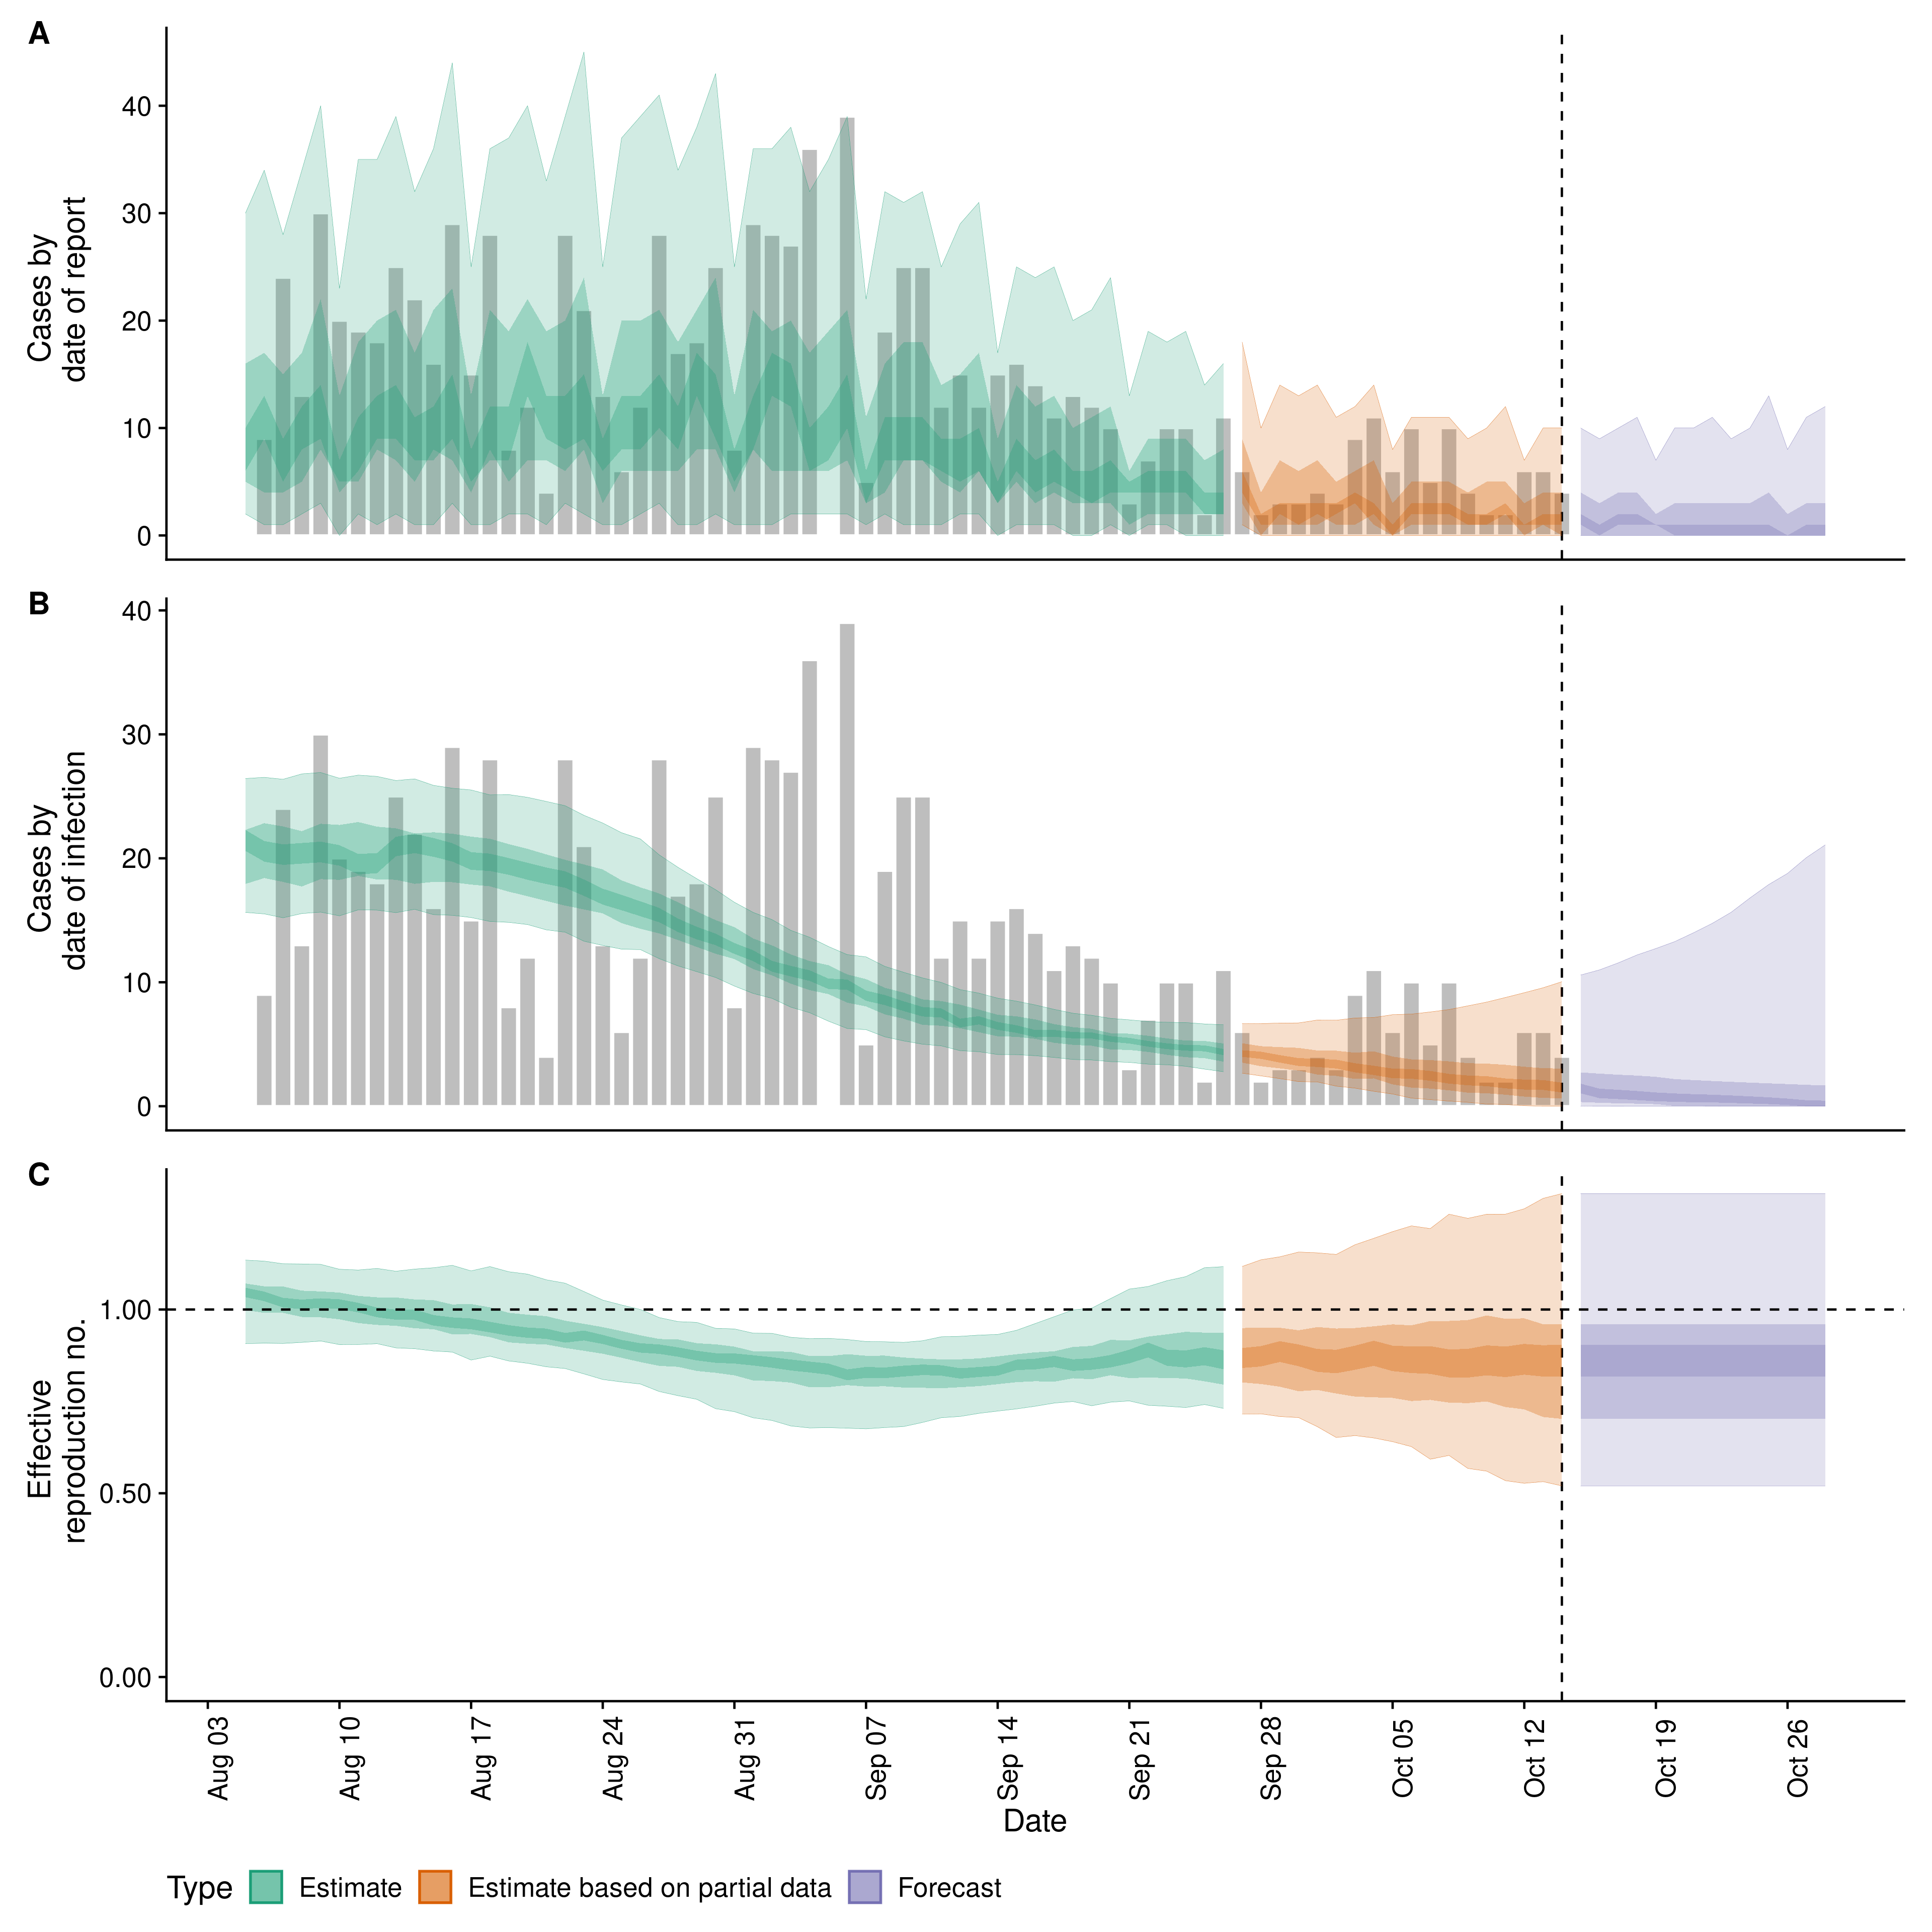 A
Cases by
date of report
40
30
20
10
0
B
Cases by
date of infection
40
30
20
10
0
C
Effective
reproduction no.
1.00
0.50
0.00
Aug 03
Aug 10
Aug 17
Aug 24
Aug 31
Sep 07
Sep 14
Sep 21
Sep 28
Oct 05
Oct 12
Oct 19
Oct 26
Date
Type Estimate Estimate based on partial data Forecast